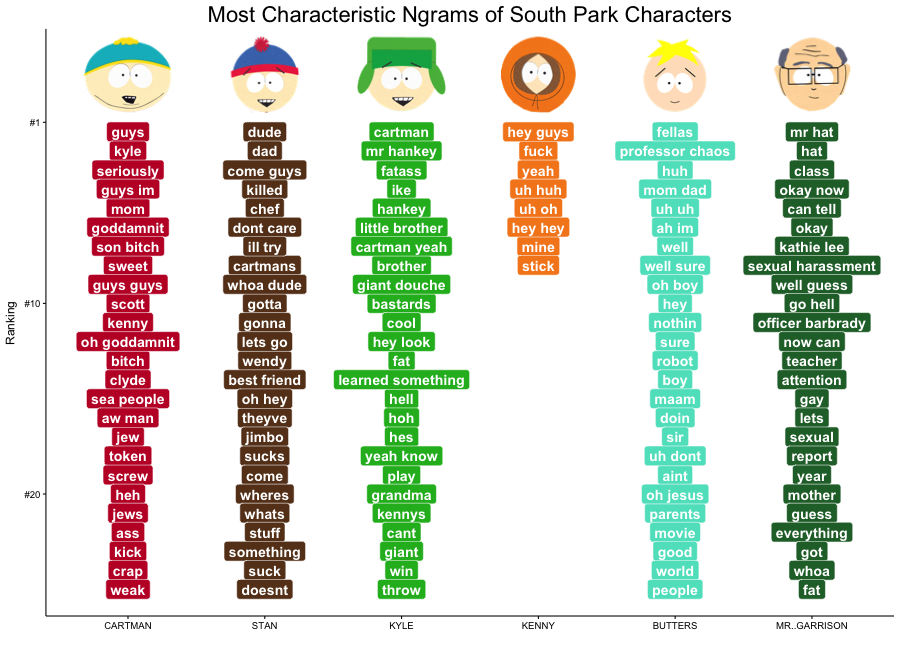 Most Characteristic Ngrams of South Park Characters
Ranking
#1
#10
#20
guys
kyle
seriously
guys im
mom
goddamnit
son bitch
sweet
guys guys
scott
kenny
oh goddamnit
bitch
clyde
sea people
aw man
jew
token
screw
heh
jews
ass
kick
crap
weak
CARTMAN
dude
dad
come guys
killed
chef
dont care
ill try
cartmans
whoa dude
gotta
gonna
lets go
wendy
best friend
oh hey
theyve
jimbo
sucks
come
wheres
whats
stuff
something
suck
doesnt
STAN
cartman
mr hankey
fatass
ike
hankey
little brother
cartman yeah
brother
giant douche
bastards
cool
hey look
fat
learned something
hell
hoh
hes
yeah know
play
grandma
kennys
cant
giant
win
throw
KYLE
hey guys
fuck
yeah
uh huh
uh oh
hey hey
mine
stick
KENNY
fellas
professor chaos
huh
mom dad
uh uh
ah im
well
well sure
oh boy
hey
nothin
sure
robot
boy
maam
doin
sir
uh dont
aint
oh jesus
parents
movie
good
world
people
BUTTERS
mr hat
hat
class
okay now
can tell
okay
kathie lee
sexual harassment
well guess
go hell
officer barbrady
now can
teacher
attention
gay
lets
sexual
report
year
mother
guess
everything
got
whoa
fat
MR..GARRISON